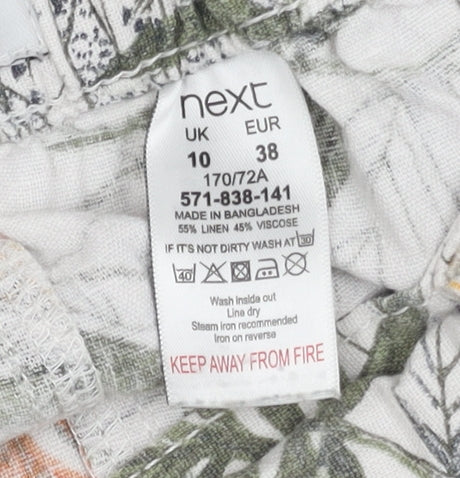 next
UK EUR
10 38
170/72A
571-838-141
MADE IN BANGLADESH
55% LINEN 45% VISCOSE
IF IT'S NOT DIRTY WASH AT 30
40
Wash inside out
Line dry
Steam iron recommended
Iron on reverse
KEEP AWAY FROM FIRE